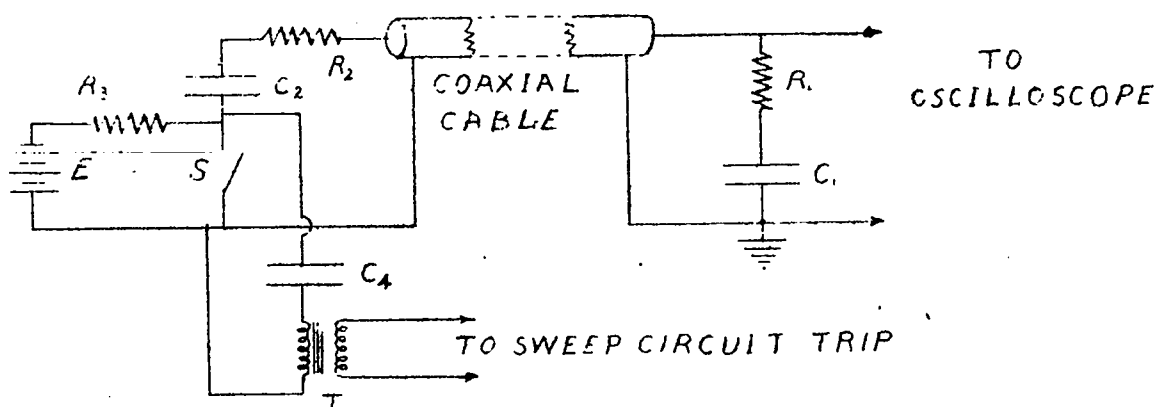 R2
C2
R3
E
S
COAXIAL
CABLE
R1
C1
TO
OSCILLOSCOPE
C4
TO SWEEP CIRCUIT TRIP
T